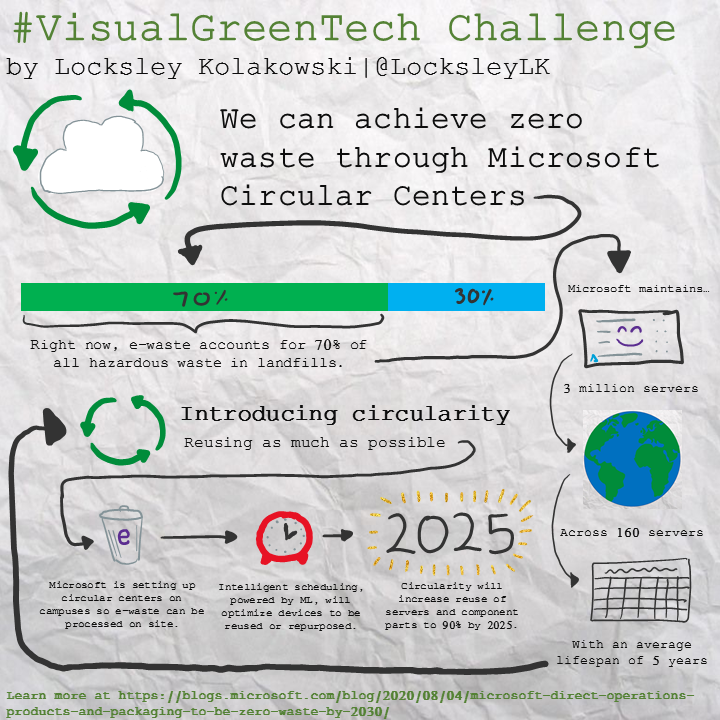 #VisualGreenTech Challenge
by Locksley Kolakowski|@LocksleyLK
We can achieve zero
waste through Microsoft
Circular Centers
70%
30%
Right now, e-waste accounts for 70% of
all hazardous waste in landfills.
Microsoft maintains…
3 million servers
Across 160 servers
With an average
lifespan of 5 years
Introducing circularity
Reusing as much as possible
e
Microsoft is setting up
circular centers on
campuses so e-waste can be
processed on site.
Intelligent scheduling,
powered by ML, will
optimize devices to be
reused or repurposed.
2025
Circularity will
increase reuse of
servers and component
parts to 90% by 2025.
Learn more at https://blogs.microsoft.com/blog/2020/08/04/microsoft-direct-operations-
products-and-packaging-to-be-zero-waste-by-2030/